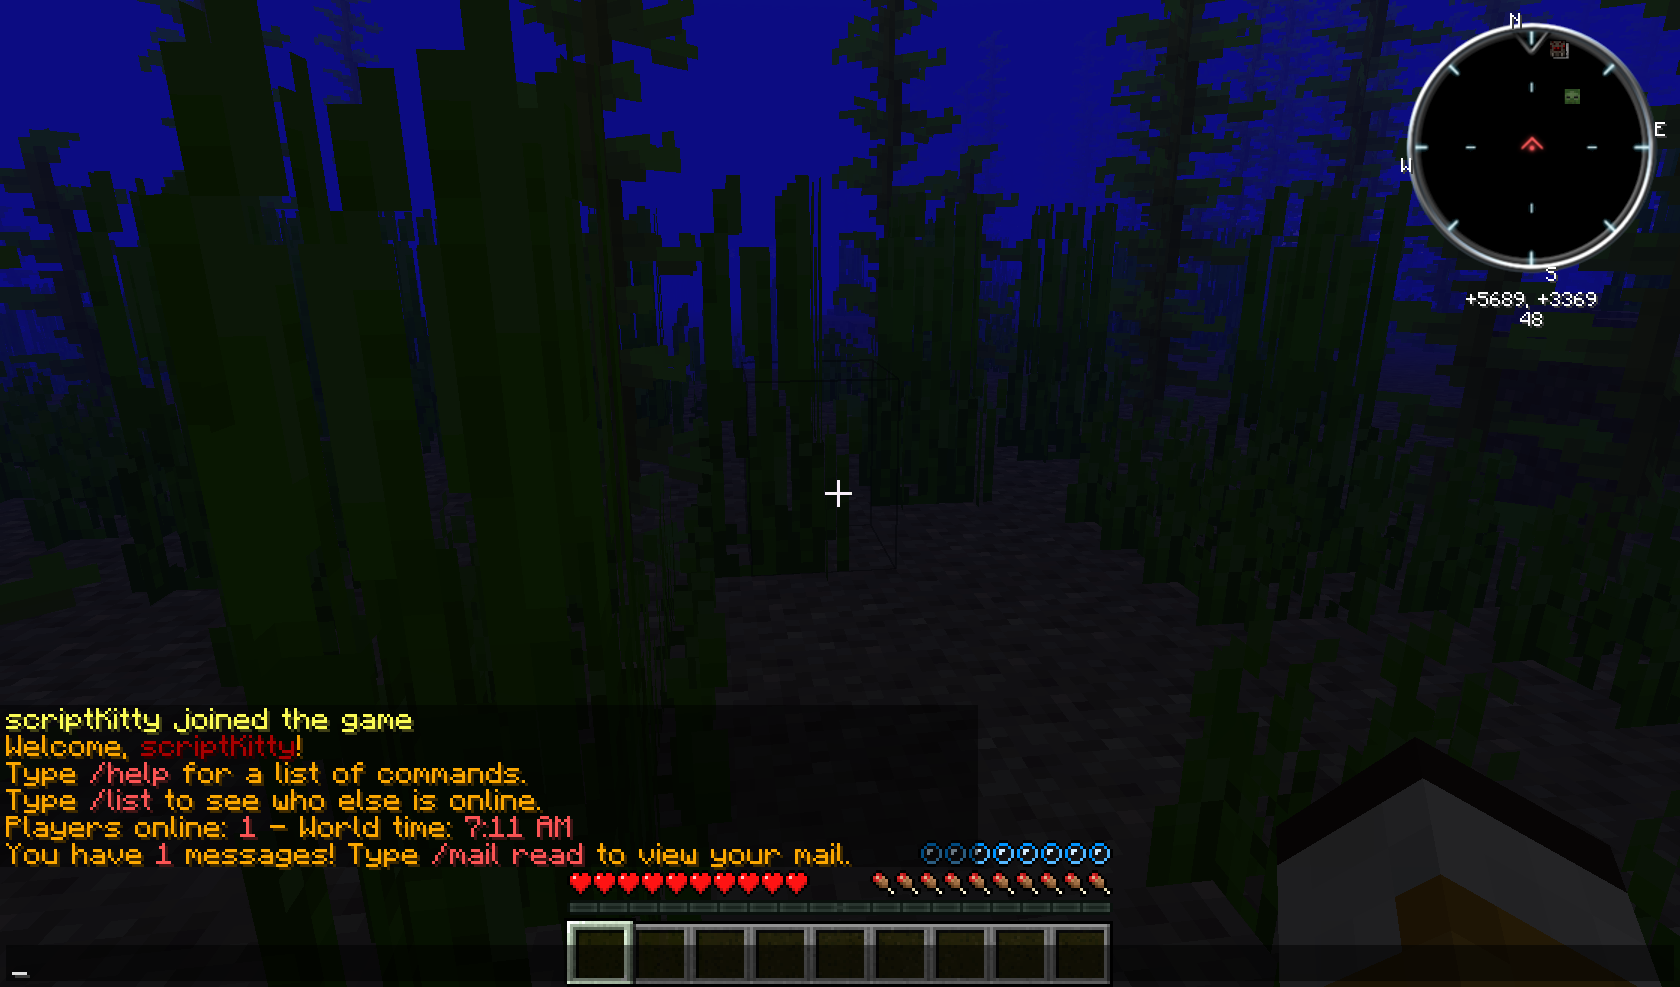 N
E
W
S
+5689, +3369
48
scriptKitty joined the game
Welcome, scriptKitty!
Type /help for a list of commands.
Type /list to see who else is online.
Players online: 1 - World time: 7:11 AM
You have 1 messages! Type /mail read to view your mail.
_